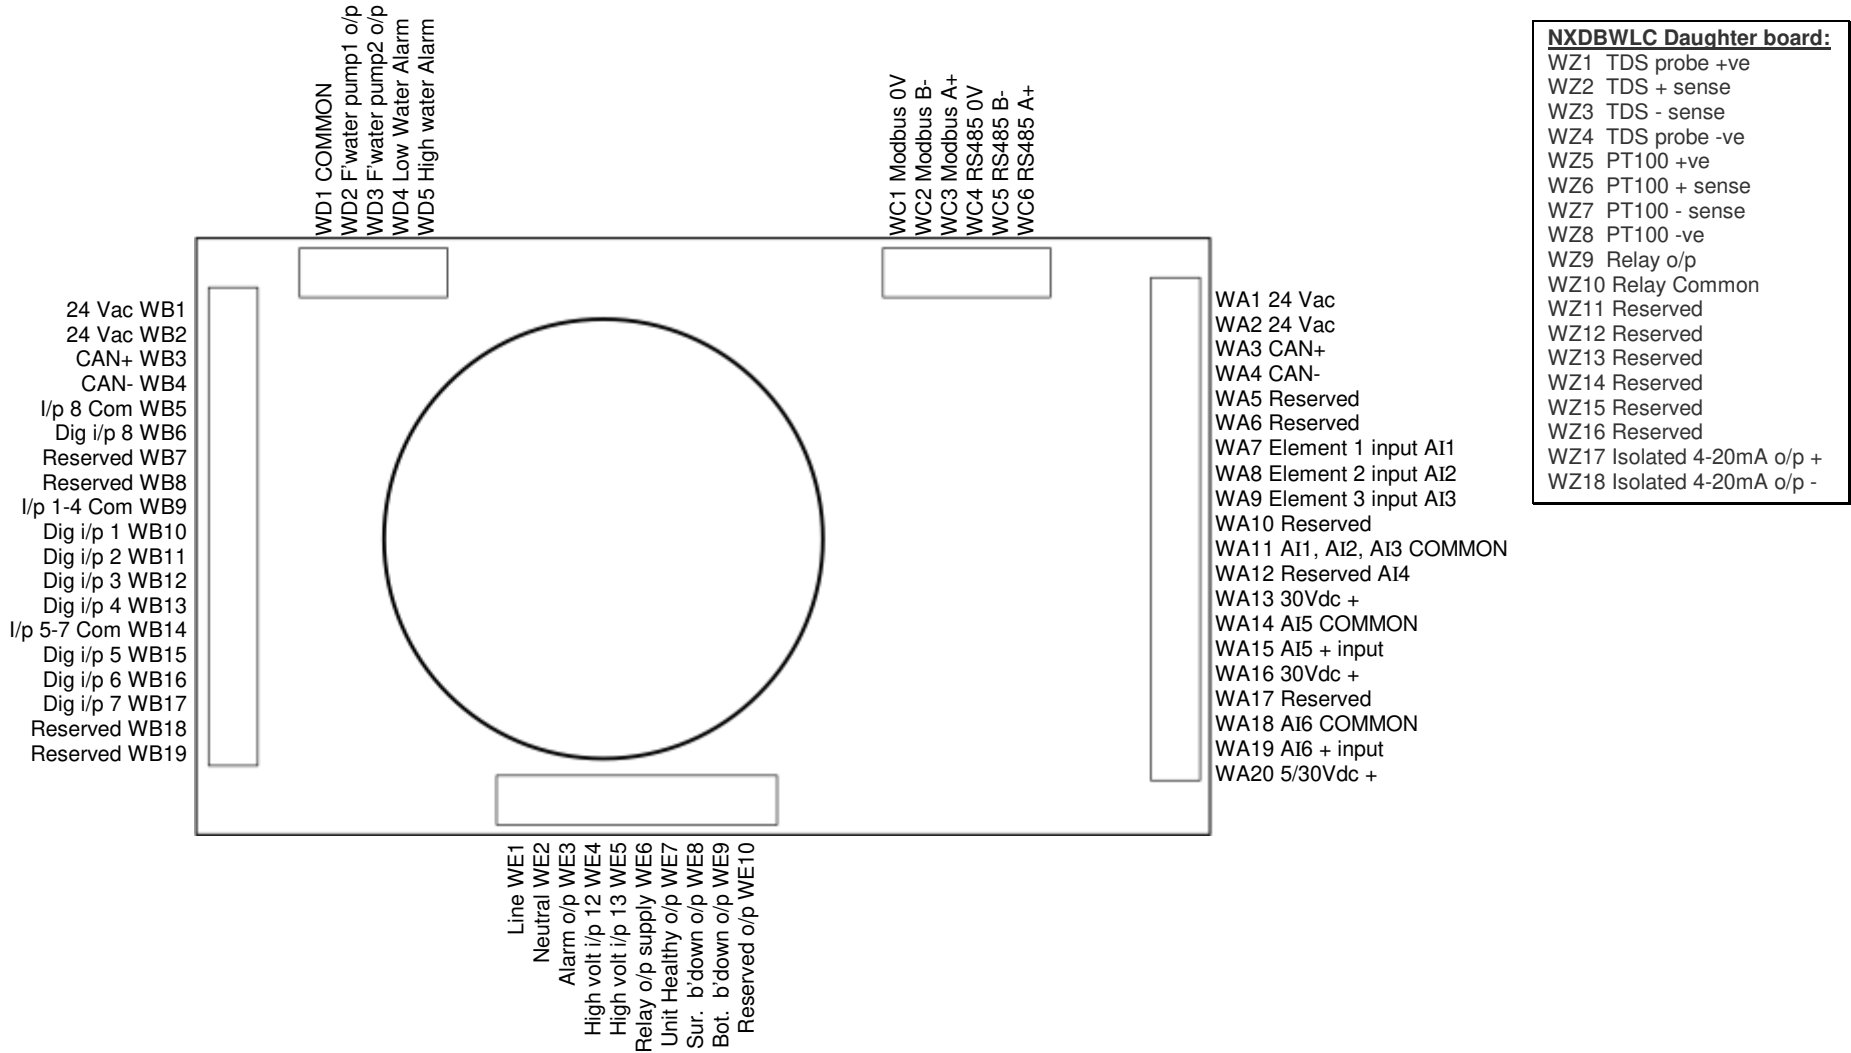 WD1 COMMON
WD2 F'water pump1 o/p
WD3 F'water pump2 o/p
WD4 Low Water Alarm
WD5 High water Alarm
WC1 Modbus 0V
WC2 Modbus B-
WC3 Modbus A+
WC4 RS485 0V
WC5 RS485 B-
WC6 RS485 A+
24 Vac WB1
24 Vac WB2
CAN+ WB3
CAN- WB4
I/p 8 Com WB5
Dig i/p 8 WB6
Reserved WB7
Reserved WB8
I/p 1-4 Com WB9
Dig i/p 1 WB10
Dig i/p 2 WB11
Dig i/p 3 WB12
Dig i/p 4 WB13
I/p 5-7 Com WB14
Dig i/p 5 WB15
Dig i/p 6 WB16
Dig i/p 7 WB17
Reserved WB18
Reserved WB19
WA1 24 Vac
WA2 24 Vac
WA3 CAN+
WA4 CAN-
WA5 Reserved
WA6 Reserved
WA7 Element 1 input AI1
WA8 Element 2 input AI2
WA9 Element 3 input AI3
WA10 Reserved
WA11 AI1, AI2, AI3 COMMON
WA12 Reserved AI4
WA13 30Vdc +
WA14 AI5 COMMON
WA15 AI5 + input
WA16 30Vdc +
WA17 Reserved
WA18 AI6 COMMON
WA19 AI6 + input
WA20 5/30Vdc +
Line WE1
Neutral WE2
Alarm o/p WE3
High volt i/p 12 WE4
High volt i/p 13 WE5
Relay o/p supply WE6
Unit Healthy o/p WE7
Sur. b'down o/p WE8
Bot. b'down o/p WE9
Reserved o/p WE10
NXDBWLC Daughter board:
WZ1 TDS probe +ve
WZ2 TDS + sense
WZ3 TDS - sense
WZ4 TDS probe -ve
WZ5 PT100 +ve
WZ6 PT100 + sense
WZ7 PT100 - sense
WZ8 PT100 -ve
WZ9 Relay o/p
WZ10 Relay Common
WZ11 Reserved
WZ12 Reserved
WZ13 Reserved
WZ14 Reserved
WZ15 Reserved
WZ16 Reserved
WZ17 Isolated 4-20mA o/p +
WZ18 Isolated 4-20mA o/p -